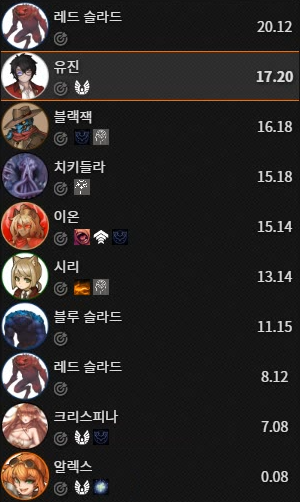 레드 슬라드
20.12
유진
17.20
블랙잭
16.18
치키틀라
15.18
이온
15.14
시리
13.14
블루 슬라드
11.15
레드 슬라드
8.12
크리스피나
7.08
알렉스
0.08